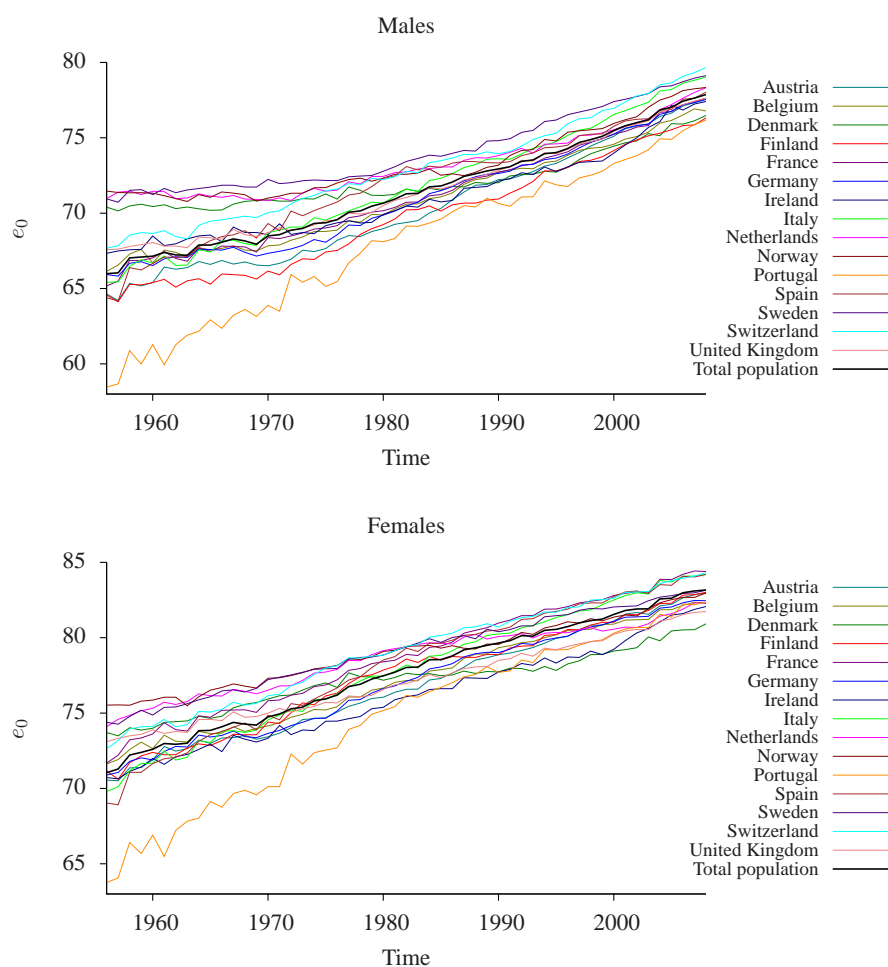 Males
80
75
70
65
60
e0
1960 1970 1980 1990 2000
Time
Austria
Belgium
Denmark
Finland
France
Germany
Ireland
Italy
Netherlands
Norway
Portugal
Spain
Sweden
Switzerland
United Kingdom
Total population
Females
85
80
75
70
65
e0
1960 1970 1980 1990 2000
Time
Austria
Belgium
Denmark
Finland
France
Germany
Ireland
Italy
Netherlands
Norway
Portugal
Spain
Sweden
Switzerland
United Kingdom
Total population